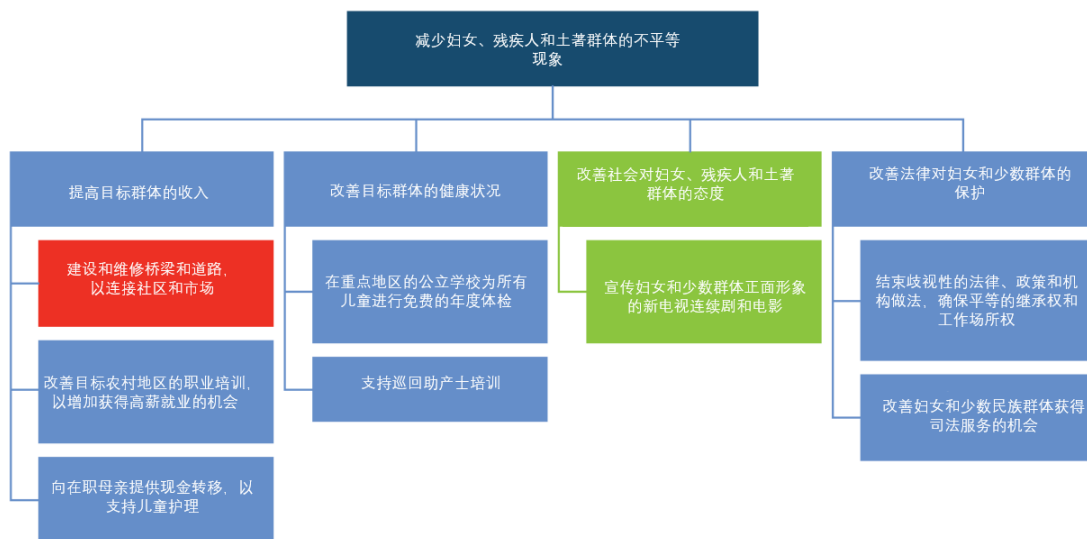 减少妇女、残疾人和土著群体的不平等
现象
提高目标群体的收入
建设和维修桥梁和道路，
以连接社区和市场
改善目标农村地区的职业培训，
以增加获得高薪就业的机会
向在职母亲提供现金转移，以
支持儿童护理
改善目标群体的健康状况
在重点地区的公立学校为所有
儿童进行免费的年度体检
支持巡回助产士培训
改善社会对妇女、残疾人和土著
群体的态度
宣传妇女和少数群体正面形象
的新电视连续剧和电影
改善法律对妇女和少数群体的
保护
结束歧视性的法律、政策和机
构做法，确保平等的继承权和
工作场所权
改善妇女和少数民族群体获得
司法服务的机会